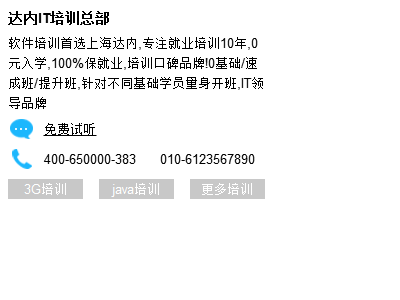 达内IT培训总部
软件培训首选上海达内,专注就业培训10年,0
元入学,100%保就业,培训口碑品牌!0基础/速
成班/提升班,针对不同基础学员量身开班,IT领
导品牌
免费试听
400-650000-383 010-6123567890
3G培训 java培训 更多培训